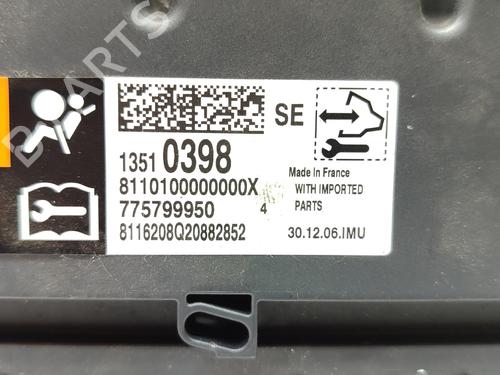 B-PARTS
SE
1351 0398
8110100000000X
775799950 4
8116208Q20882852
Made In France
WITH IMPORTED
PARTS
30.12.06.IMU